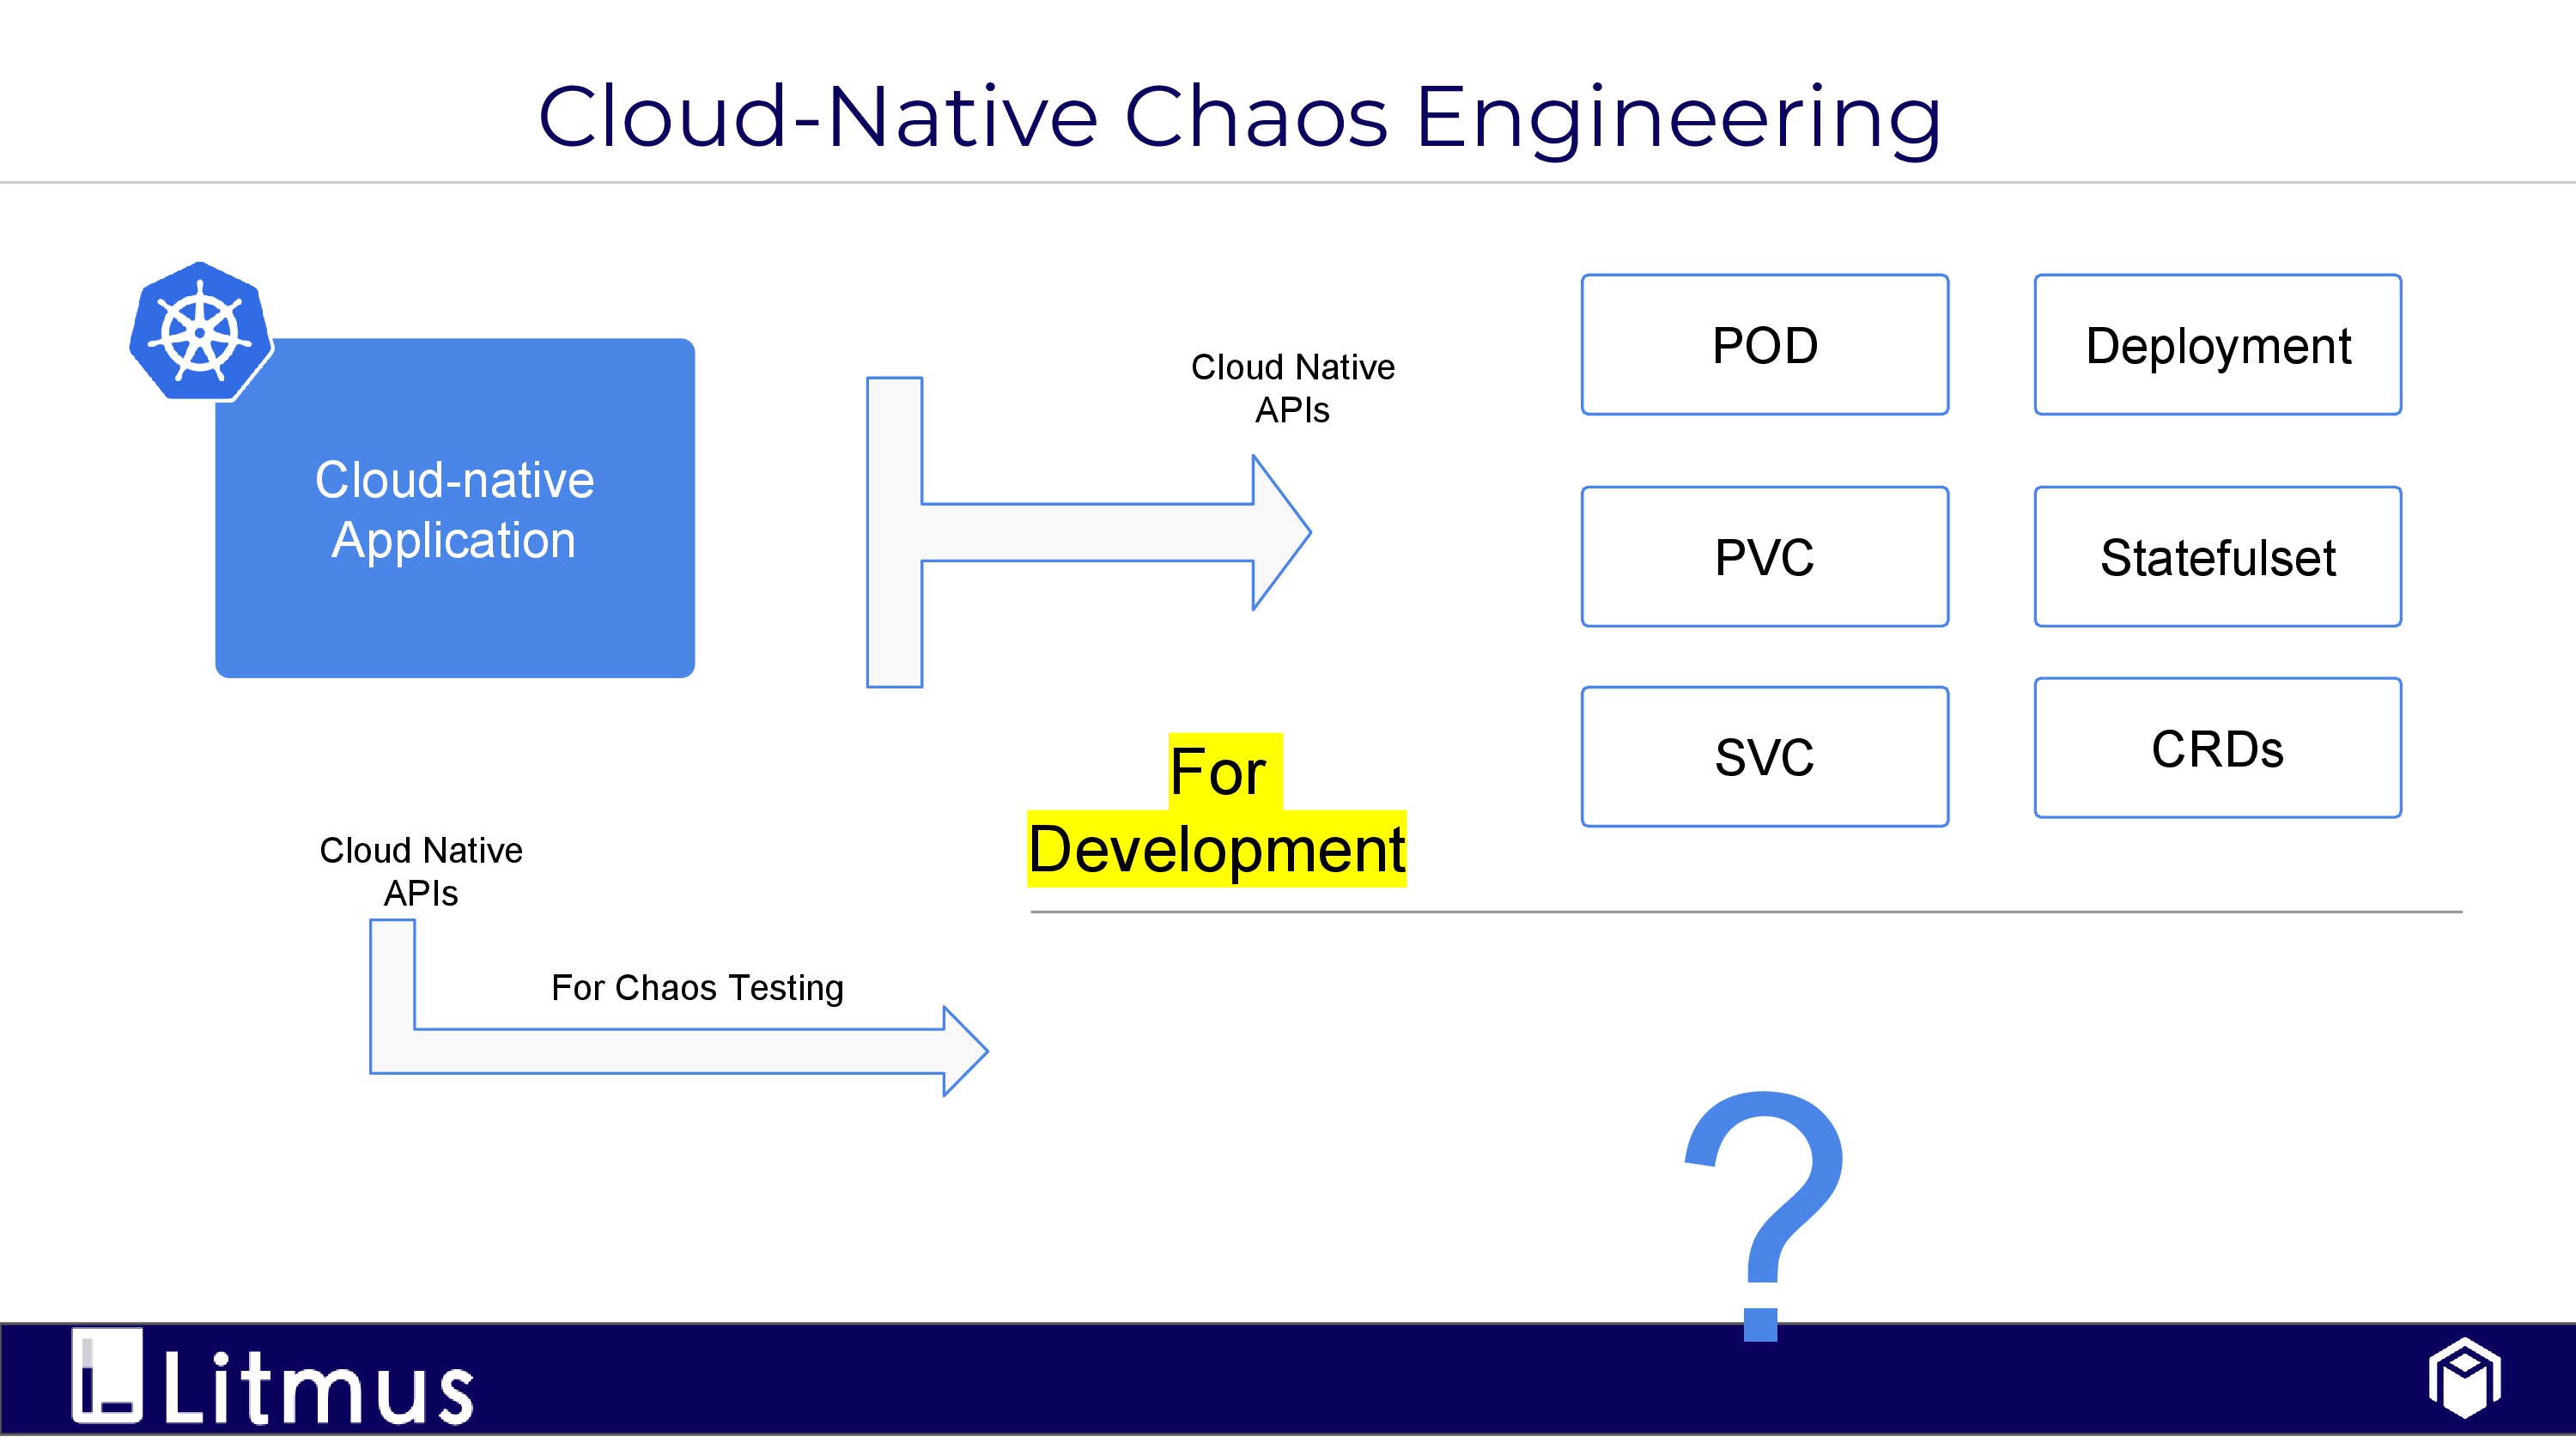 Cloud-Native Chaos Engineering
Cloud-native
Application
Cloud Native
APIs
POD
Deployment
PVC
Statefulset
SVC
CRDs
For
Development
Cloud Native
APIs
For Chaos Testing
?
Litmus